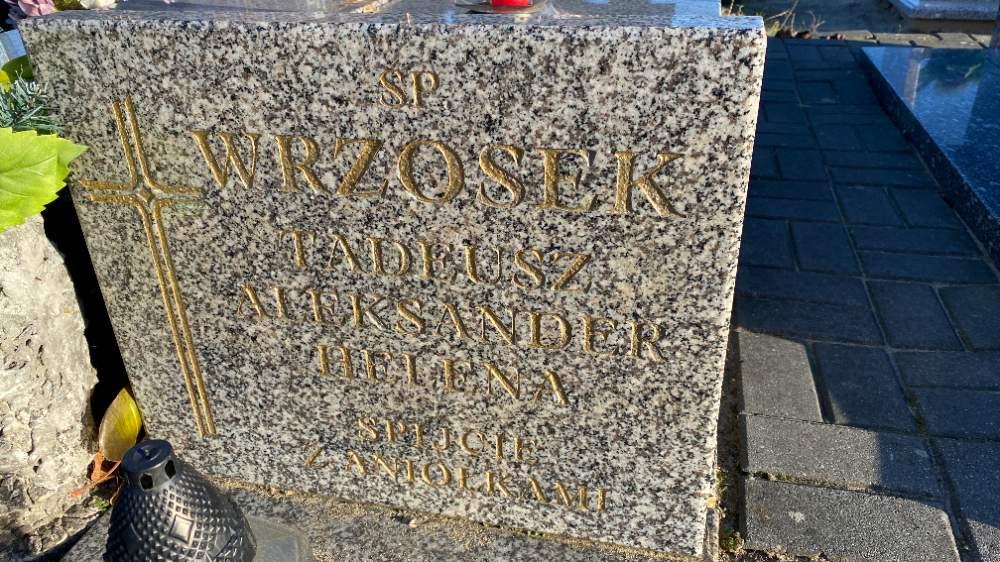 SP
WRZOSEK
TADEUSZ
ALEKSANDER
HELENA
ŚPIJCIE
Z ANIOŁKAMI